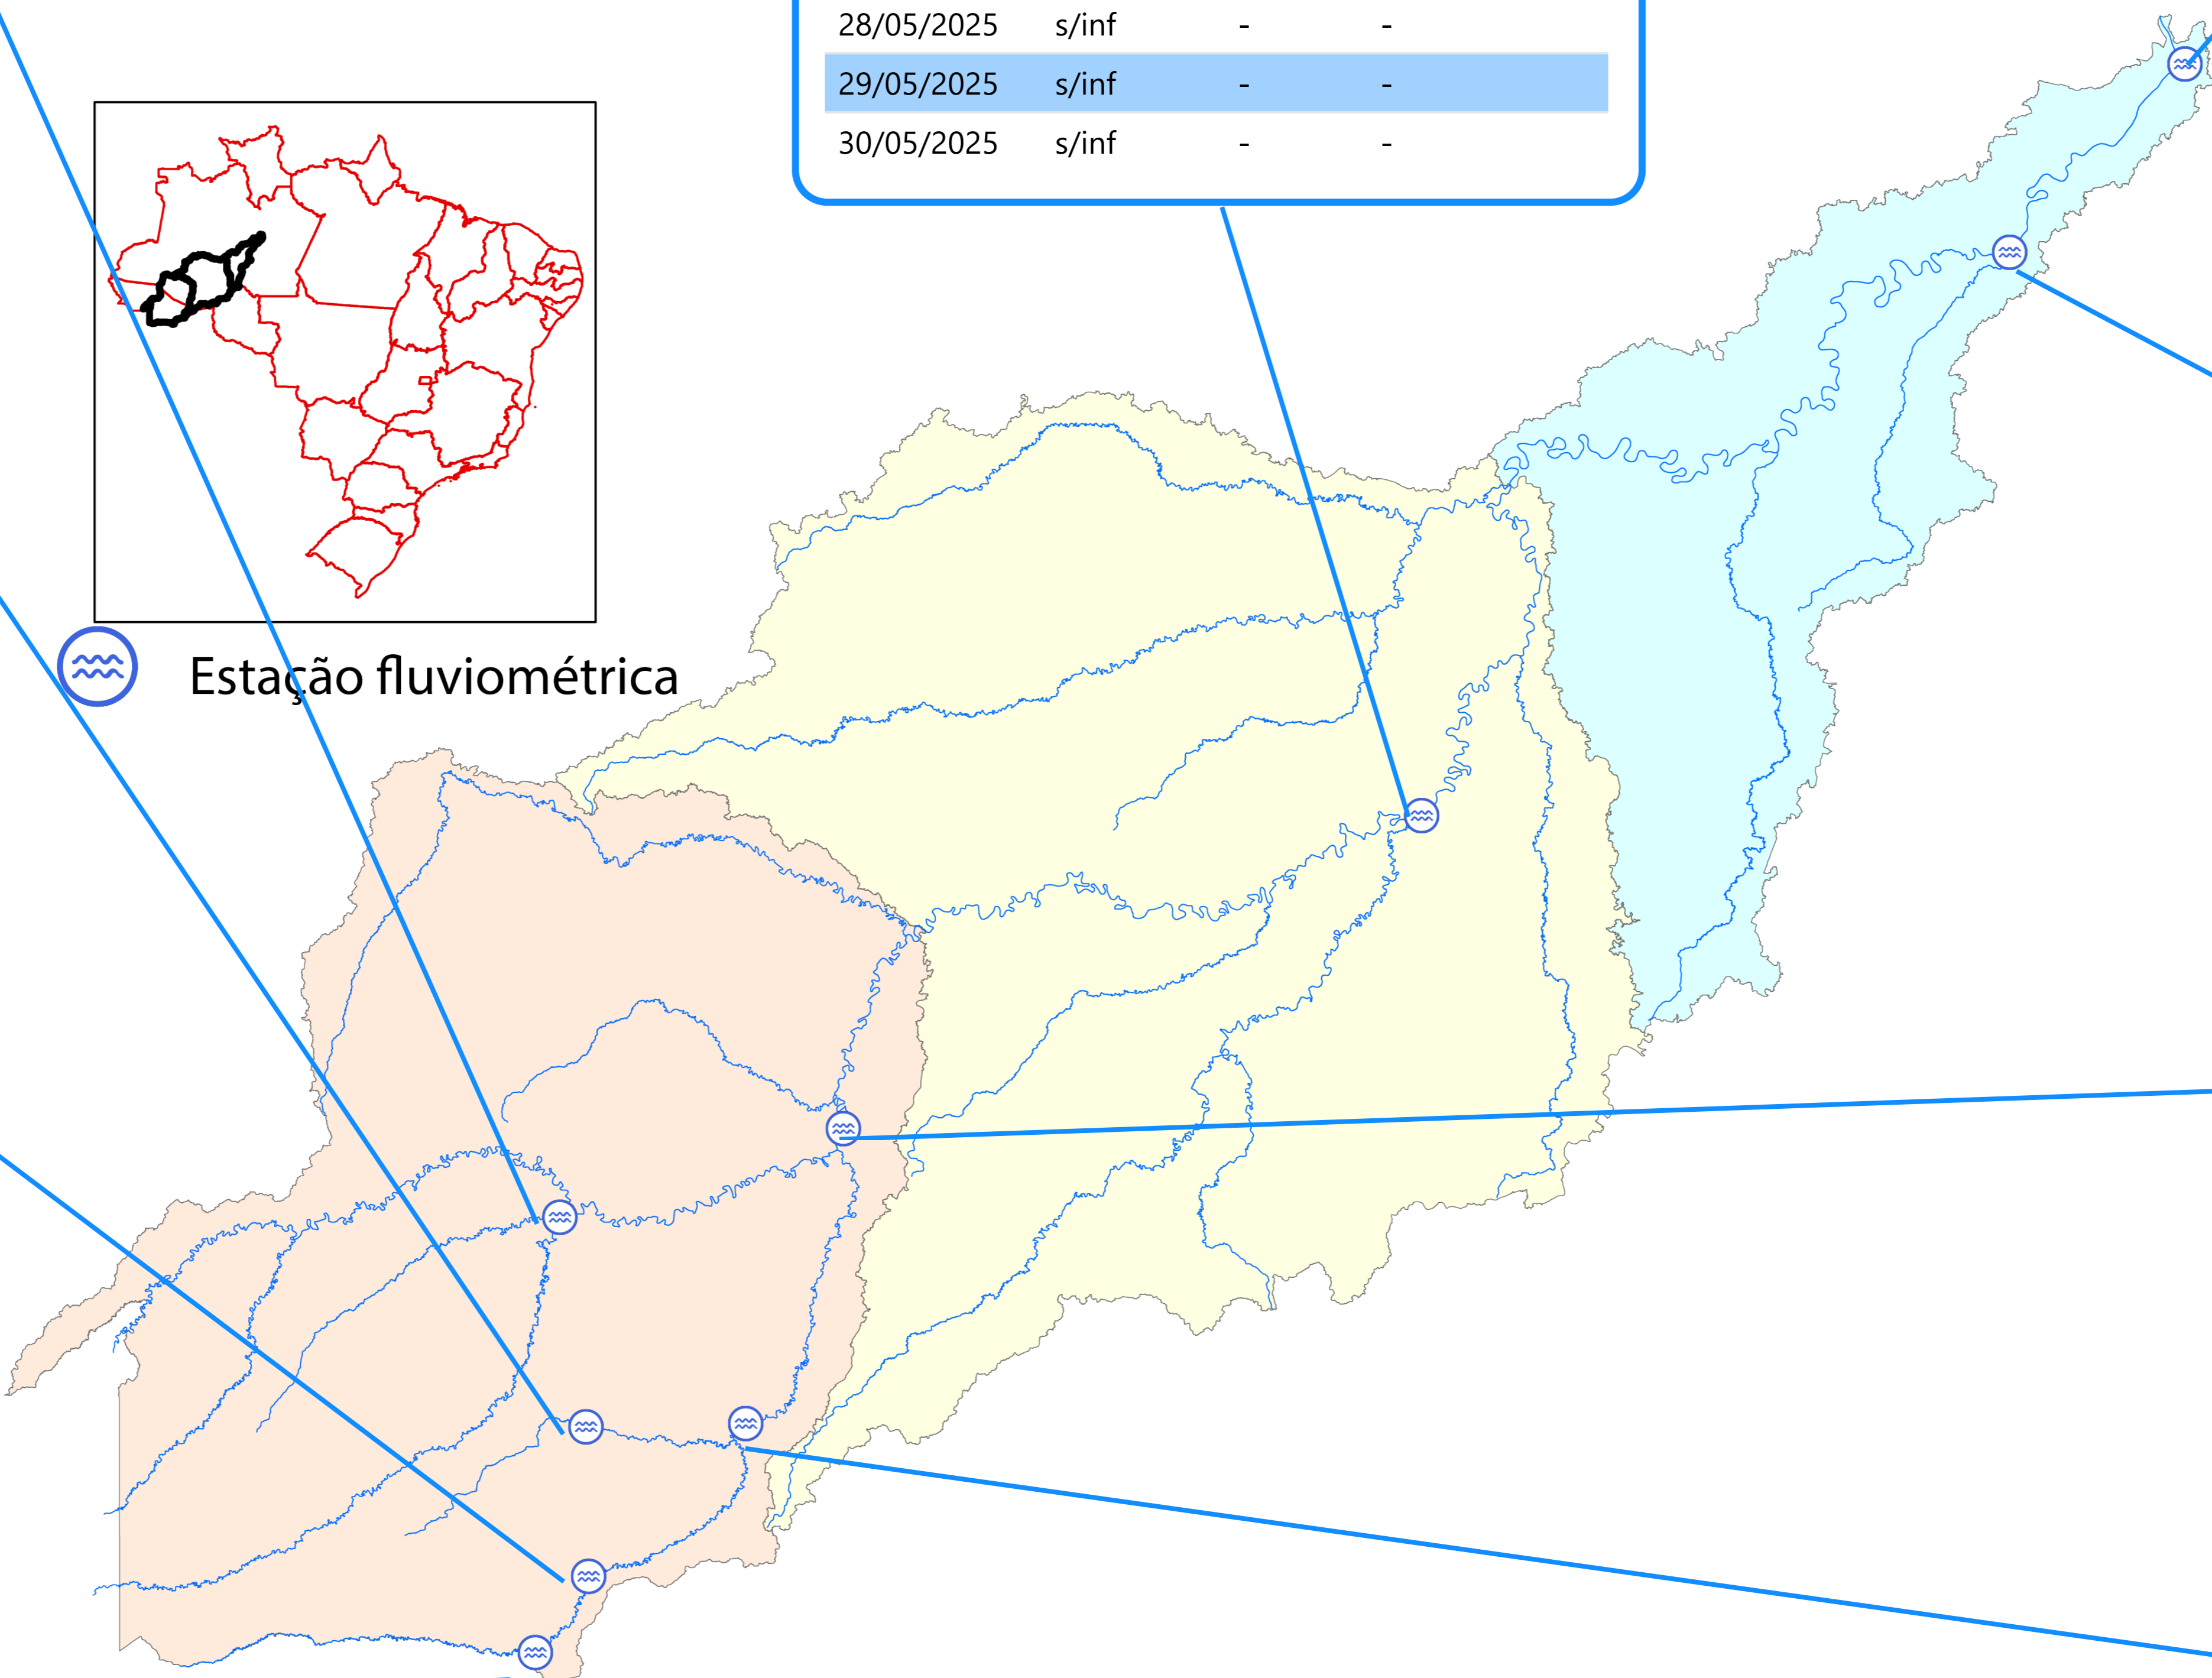 28/05/2025 s/inf - -
29/05/2025 s/inf - -
30/05/2025 s/inf - -
Estação fluviométrica